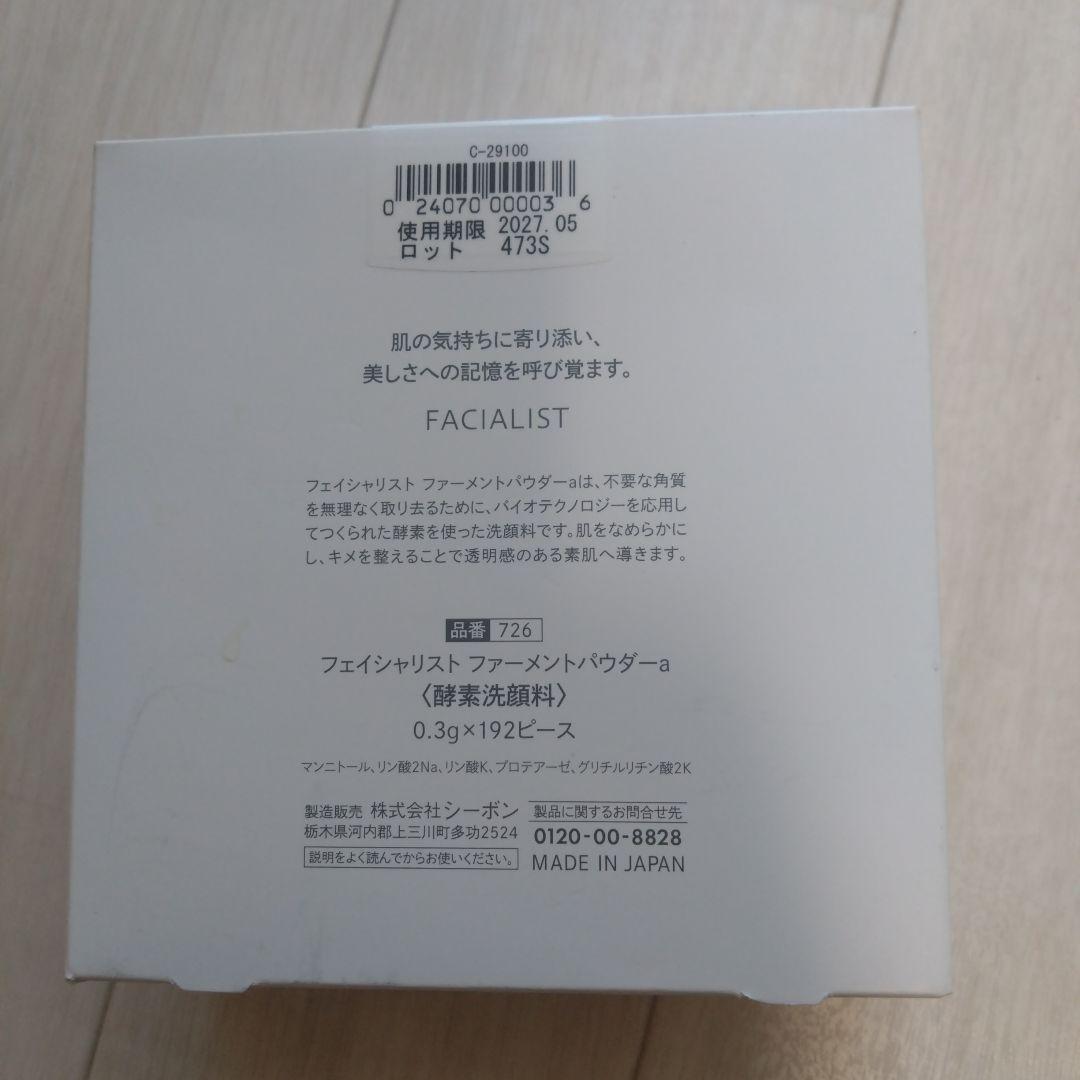 C-29100
0 24070 00003 6
使用期限 2027.05
ロット 473S
肌の気持ちに寄り添い、
美しさへの記憶を呼び覚ます。
FACIALIST
フェイシャリスト ファーメントパウダーaは、不要な角質
を無理なく取り去るために、バイオテクノロジーを応用し
てつくられた酵素を使った洗顔料です。肌をなめらかに
し、キメを整えることで透明感のある素肌へ導きます。
品番 726
フェイシャリスト ファーメントパウダーa
〈酵素洗顔料〉
0.3g×192ピース
マンニトール、リン酸2Na、リン酸K、プロテアーゼ、グリチルリチン酸2K
製造販売 株式会社シーボン
栃木県河内郡上三川町多功2524
説明をよく読んでからお使いください。
製品に関するお問合せ先
0120-00-8828
MADE IN JAPAN